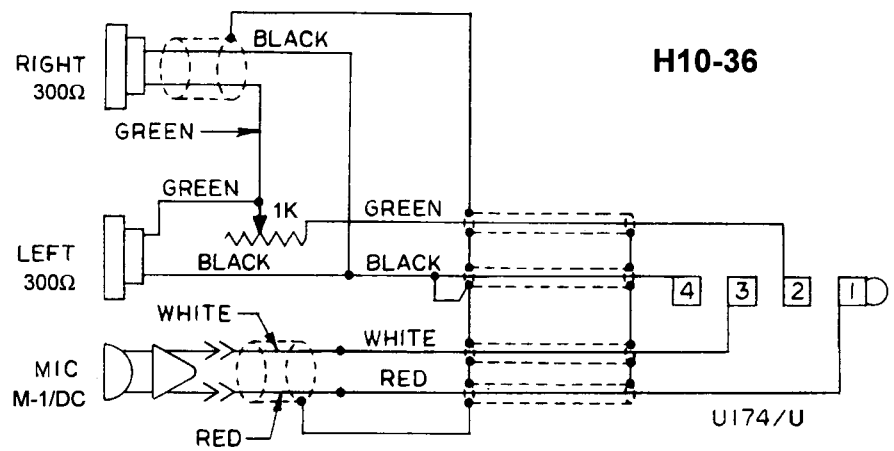 H10-36
BLACK
RIGHT
300Ω
GREEN
GREEN
1K
GREEN
LEFT
300Ω
BLACK
BLACK
4 3 2 1
WHITE
WHITE
MIC
M-1/DC
RED
RED
U174/U